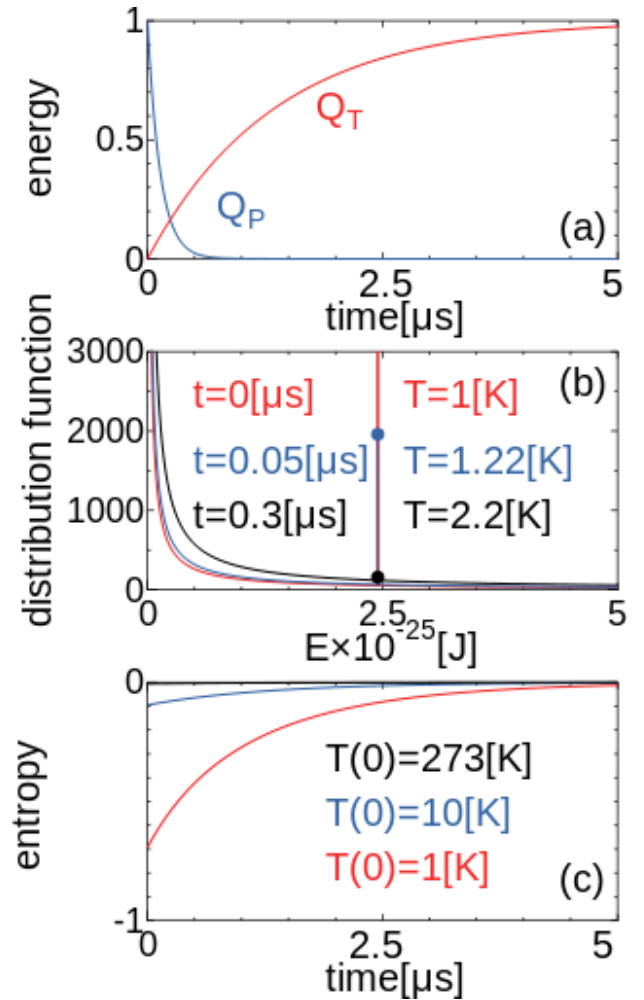 energy
1
0.5
0
Q_T
Q_P
(a)
0 2.5 5
time[μs]
distribution function
3000
2000
1000
0
t=0[μs] T=1[K] (b)
t=0.05[μs] T=1.22[K]
t=0.3[μs] T=2.2[K]
0 2.5 5
E×10^-25[J]
entropy
0
-1
T(0)=273[K]
T(0)=10[K]
T(0)=1[K] (c)
0 2.5 5
time[μs]